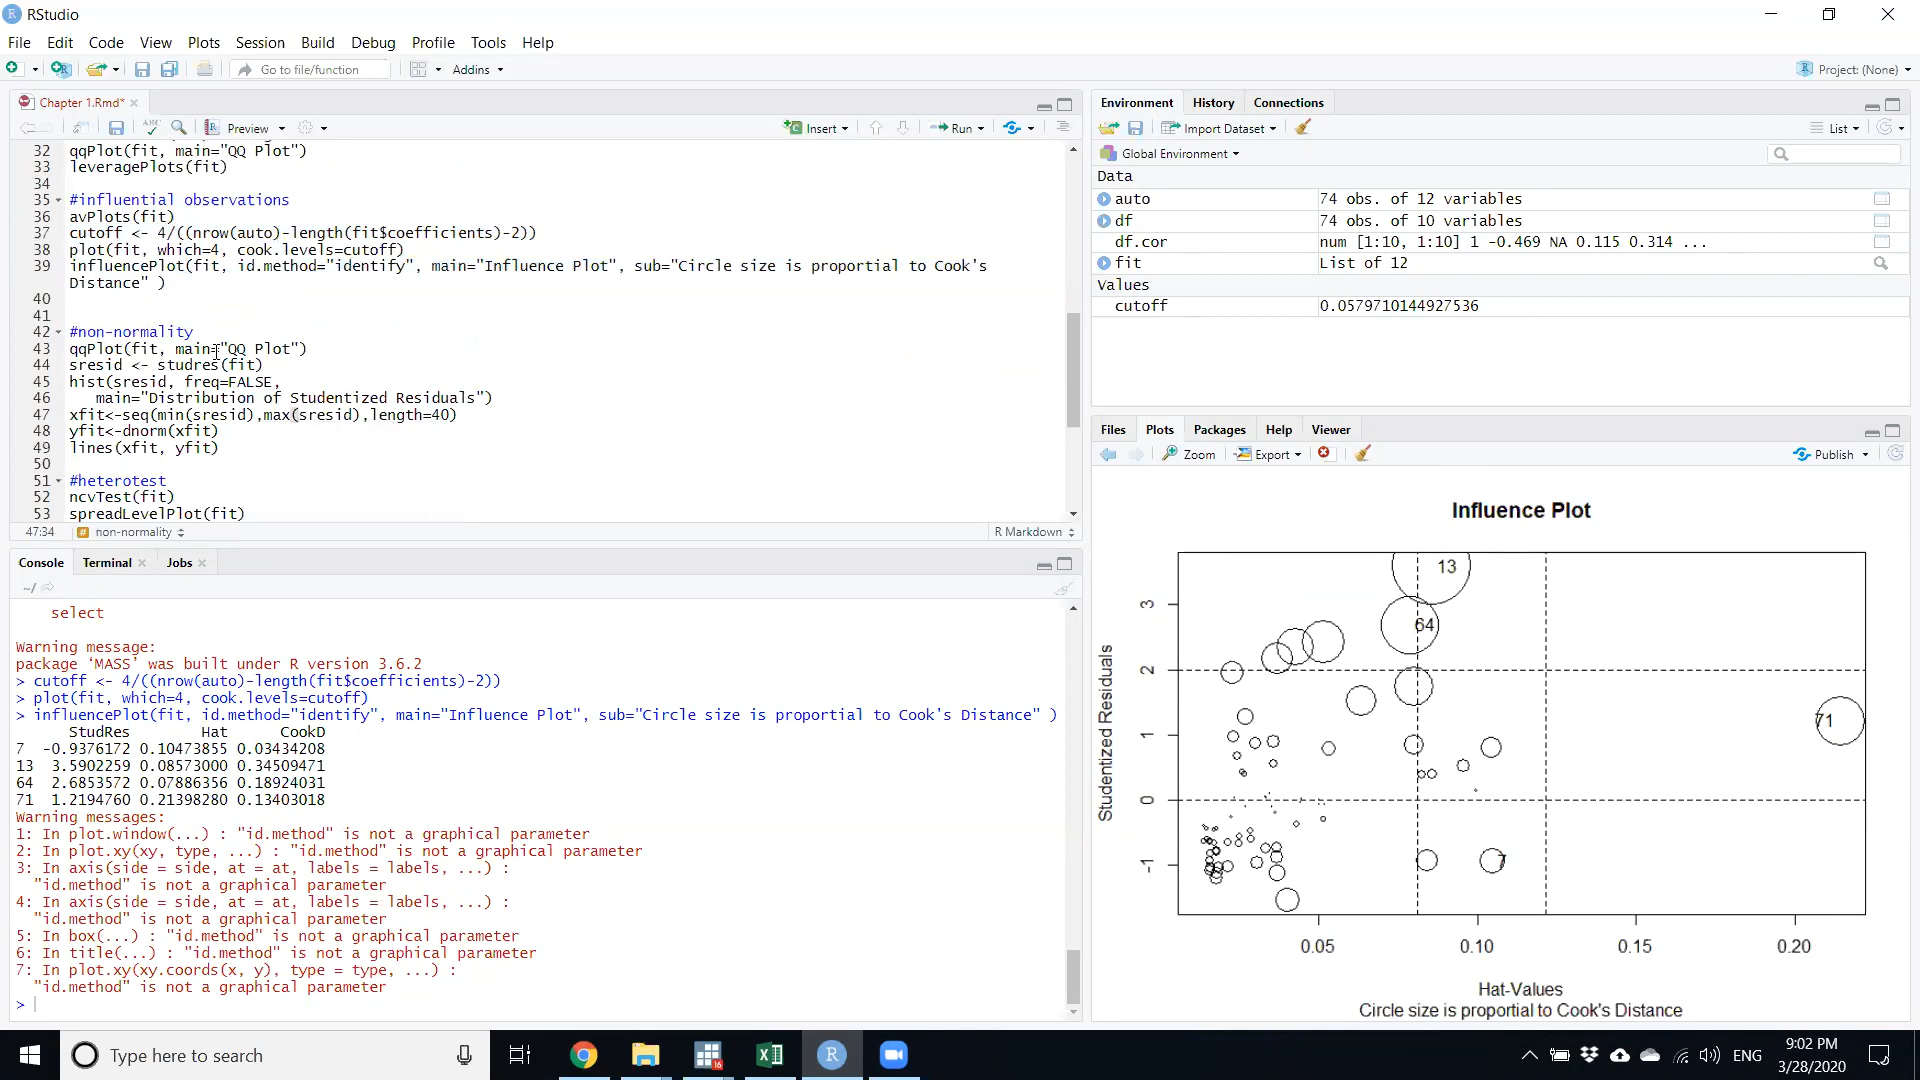 RStudio
File Edit Code View Plots Session Build Debug Profile Tools Help
Go to file/function Addins Project: (None)
Chapter 1.Rmd*
ABC Preview Insert Run
32 qqPlot(fit, main="QQ Plot")
33 leveragePlots(fit)
34
35 #influential observations
36 avPlots(fit)
37 cutoff <- 4/((nrow(auto)-length(fit$coefficients)-2))
38 plot(fit, which=4, cook.levels=cutoff)
39 influencePlot(fit, id.method="identify", main="Influence Plot", sub="Circle size is proportial to Cook's
Distance" )
40
41
42 #non-normality
43 qqPlot(fit, main="QQ Plot")
44 sresid <- studres(fit)
45 hist(sresid, freq=FALSE,
46 main="Distribution of Studentized Residuals")
47 xfit<-seq(min(sresid),max(sresid),length=40)
48 yfit<-dnorm(xfit)
49 lines(xfit, yfit)
50
51 #heterotest
52 ncvTest(fit)
53 spreadLevelPlot(fit)
47:34 # non-normality R Markdown
Console Terminal Jobs
~/
select
Warning message:
package ‘MASS’ was built under R version 3.6.2
> cutoff <- 4/((nrow(auto)-length(fit$coefficients)-2))
> plot(fit, which=4, cook.levels=cutoff)
> influencePlot(fit, id.method="identify", main="Influence Plot", sub="Circle size is proportial to Cook's Distance" )
StudRes Hat CookD
7 -0.9376172 0.10473855 0.03434208
13 3.5902259 0.08573000 0.34509471
64 2.6853572 0.07886356 0.18924031
71 1.2194760 0.21398280 0.13403018
Warning messages:
1: In plot.window(...) : "id.method" is not a graphical parameter
2: In plot.xy(xy, type, ...) : "id.method" is not a graphical parameter
3: In axis(side = side, at = at, labels = labels, ...) :
"id.method" is not a graphical parameter
4: In axis(side = side, at = at, labels = labels, ...) :
"id.method" is not a graphical parameter
5: In box(...) : "id.method" is not a graphical parameter
6: In title(...) : "id.method" is not a graphical parameter
7: In plot.xy(xy.coords(x, y), type = type, ...) :
"id.method" is not a graphical parameter
>
Environment History Connections
Import Dataset List
Global Environment
Data
auto 74 obs. of 12 variables
df 74 obs. of 10 variables
df.cor num [1:10, 1:10] 1 -0.469 NA 0.115 0.314 ...
fit List of 12
Values
cutoff 0.0579710144927536
Files Plots Packages Help Viewer
Zoom Export Publish
Influence Plot
Studentized Residuals
3
2
1
0
-1
13
64
71
7
0.05 0.10 0.15 0.20
Hat-Values
Circle size is proportial to Cook's Distance
Type here to search
16
R
ENG
9:02 PM
3/28/2020